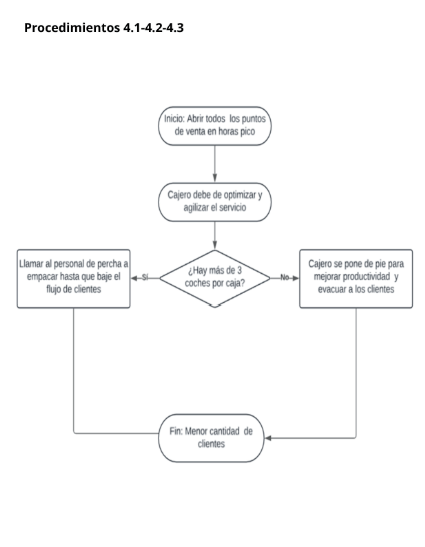 Procedimientos 4.1-4.2-4.3
Inicio: Abrir todos los puntos
de venta en horas pico
Cajero debe de optimizar y
agilizar el servicio
Llamar al personal de percha a
empacar hasta que baje el
flujo de clientes
Sí
¿Hay más de 3
coches por caja?
No
Cajero se pone de pie para
mejorar productividad y
evacuar a los clientes
Fin: Menor cantidad de
clientes